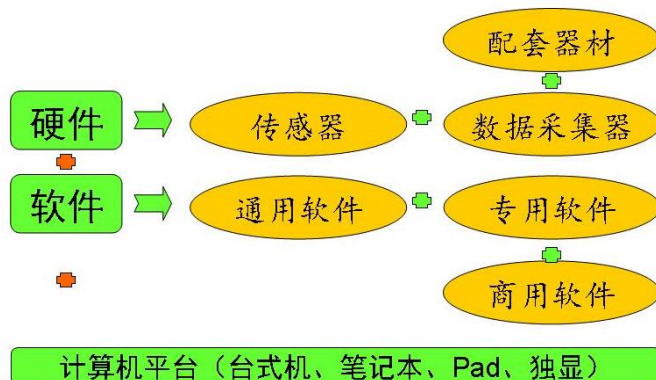 配套器材
硬件
传感器
数据采集器
软件
通用软件
专用软件
商用软件
计算机平台（台式机、笔记本、Pad、独显）